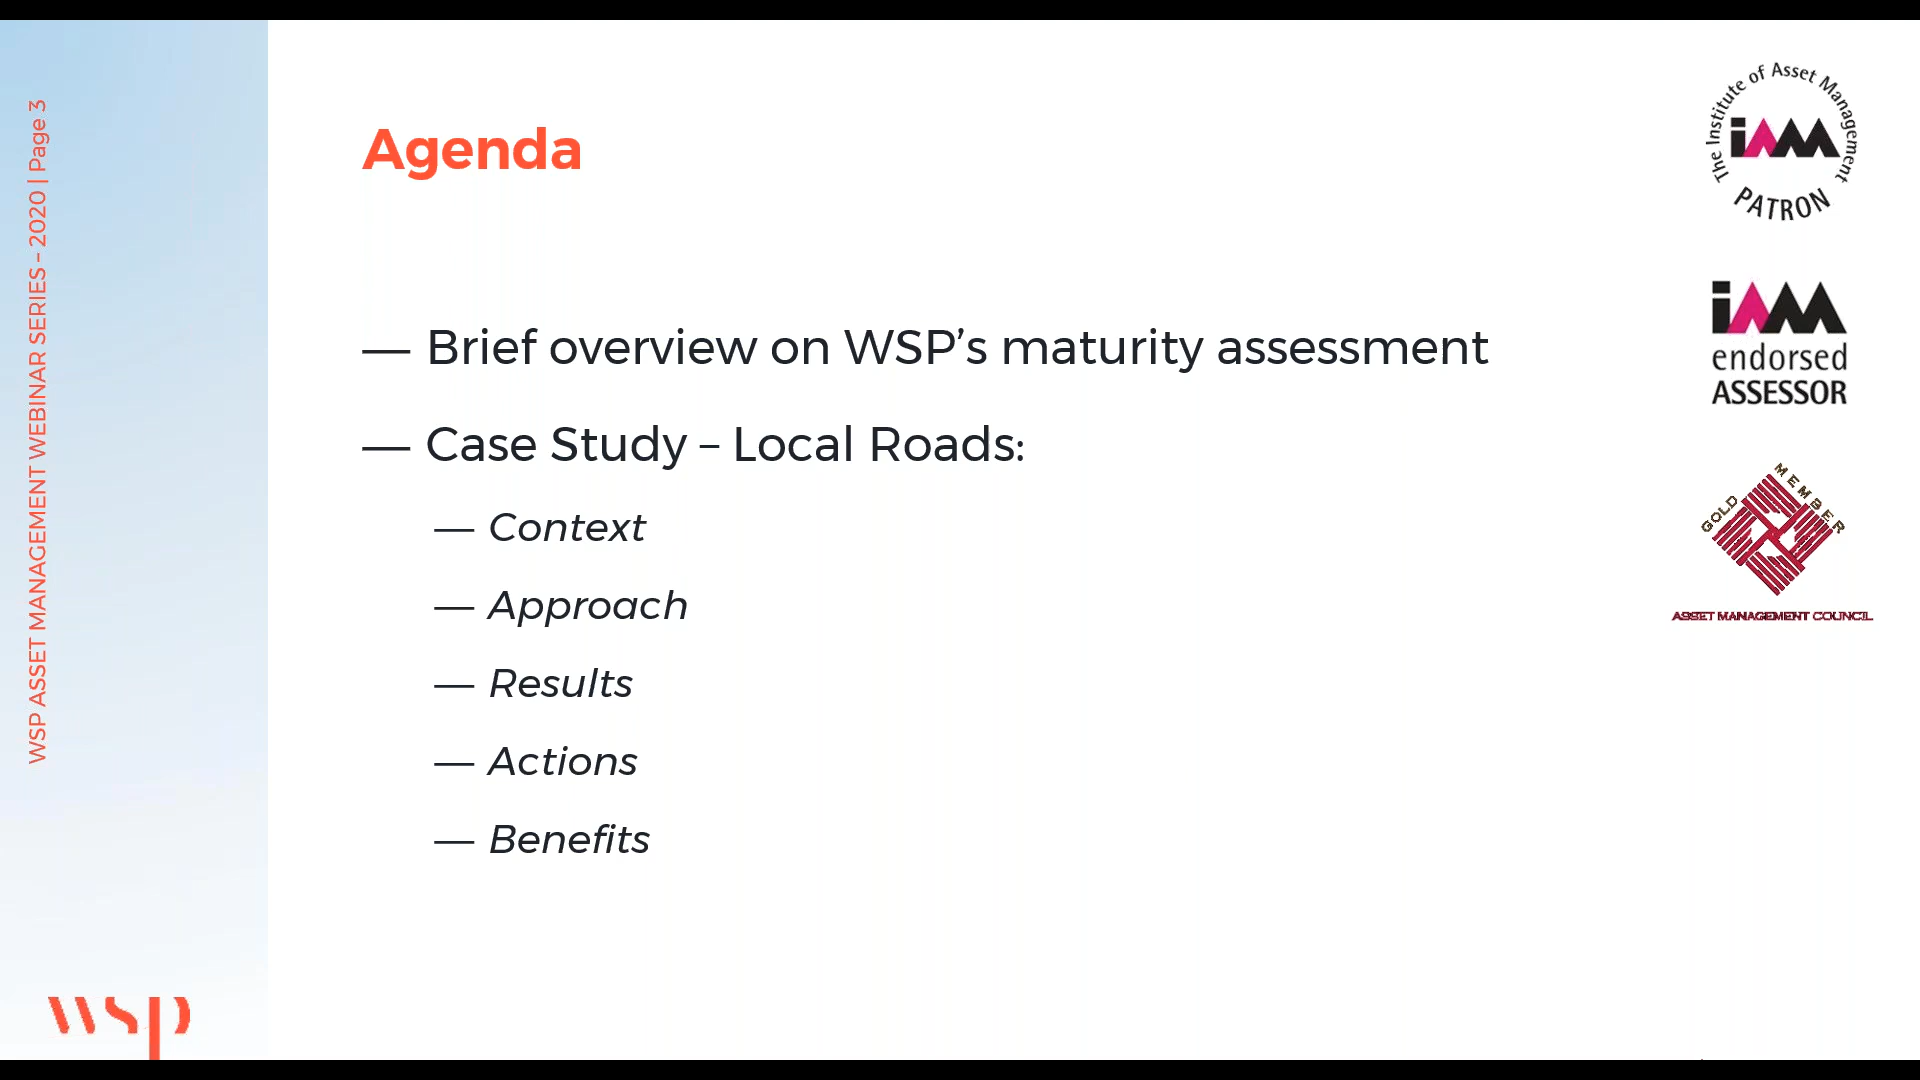 WSP ASSET MANAGEMENT WEBINAR SERIES – 2020 | Page 3
Agenda
— Brief overview on WSP’s maturity assessment
— Case Study – Local Roads:
— Context
— Approach
— Results
— Actions
— Benefits
The Institute of Asset Management
iAM
PATRON
iAM
endorsed
ASSESSOR
GOLD MEMBER
ASSET MANAGEMENT COUNCIL
wsp